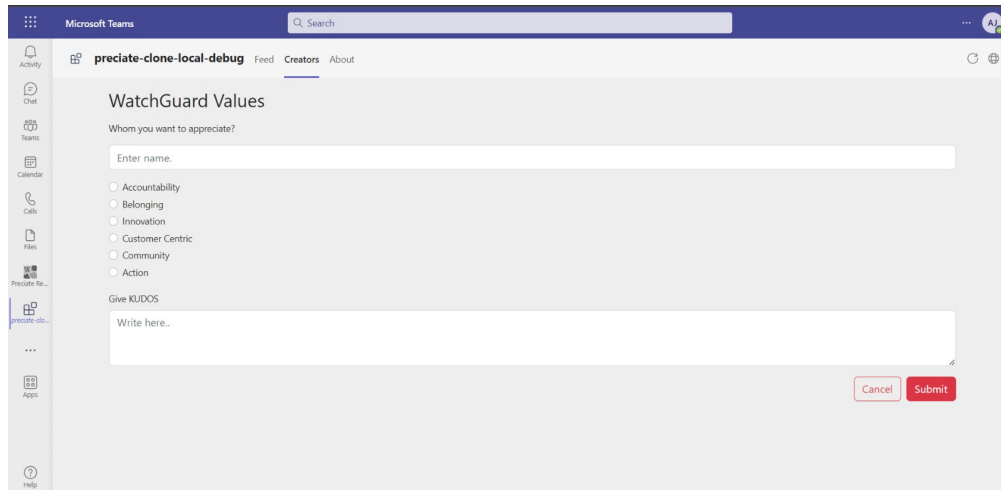 Microsoft Teams
Search
AJ
Activity
Chat
Teams
Calendar
Calls
Files
Preciate Re...
preciate-clo...
Apps
Help
preciate-clone-local-debug Feed Creators About
WatchGuard Values
Whom you want to appreciate?
Enter name.
Accountability
Belonging
Innovation
Customer Centric
Community
Action
Give KUDOS
Write here..
Cancel Submit